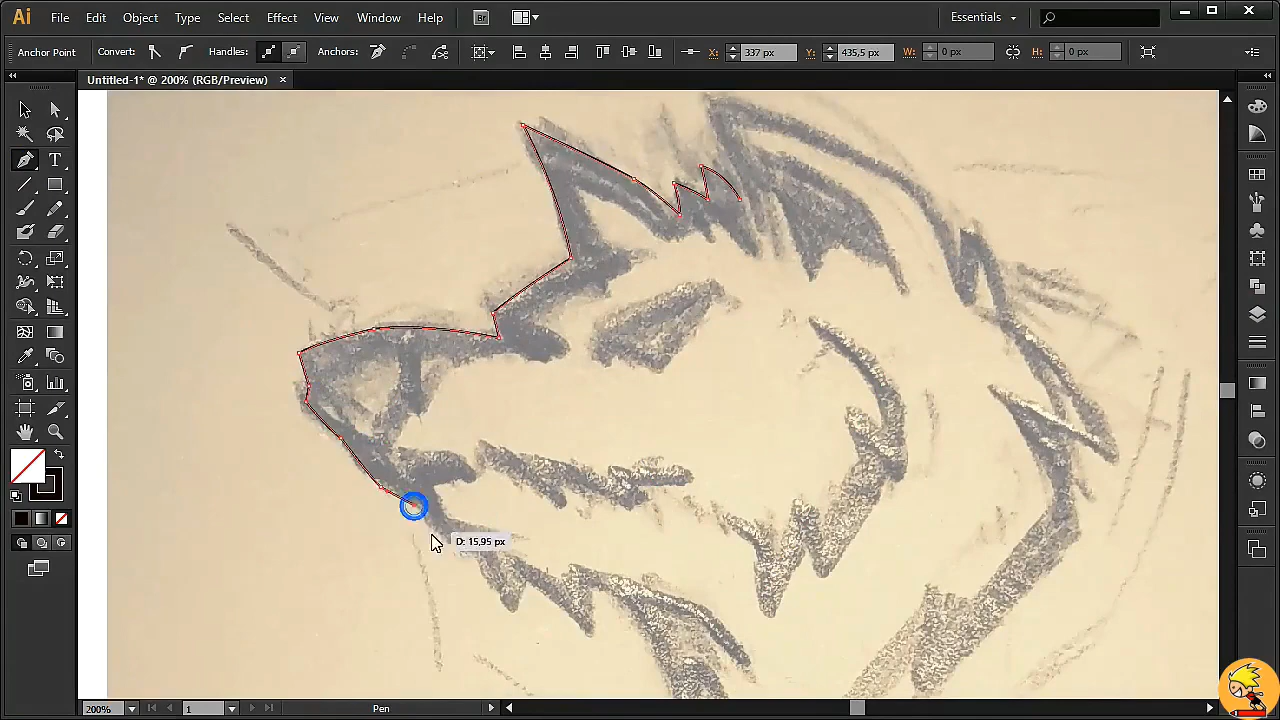 Ai File Edit Object Type Select Effect View Window Help Br Essentials
Anchor Point Convert: Handles: Anchors: X: 337 px Y: 435,5 px W: 0 px H: 0 px
Untitled-1* @ 200% (RGB/Preview) ×
T
D: 15,95 px
200% 1 Pen